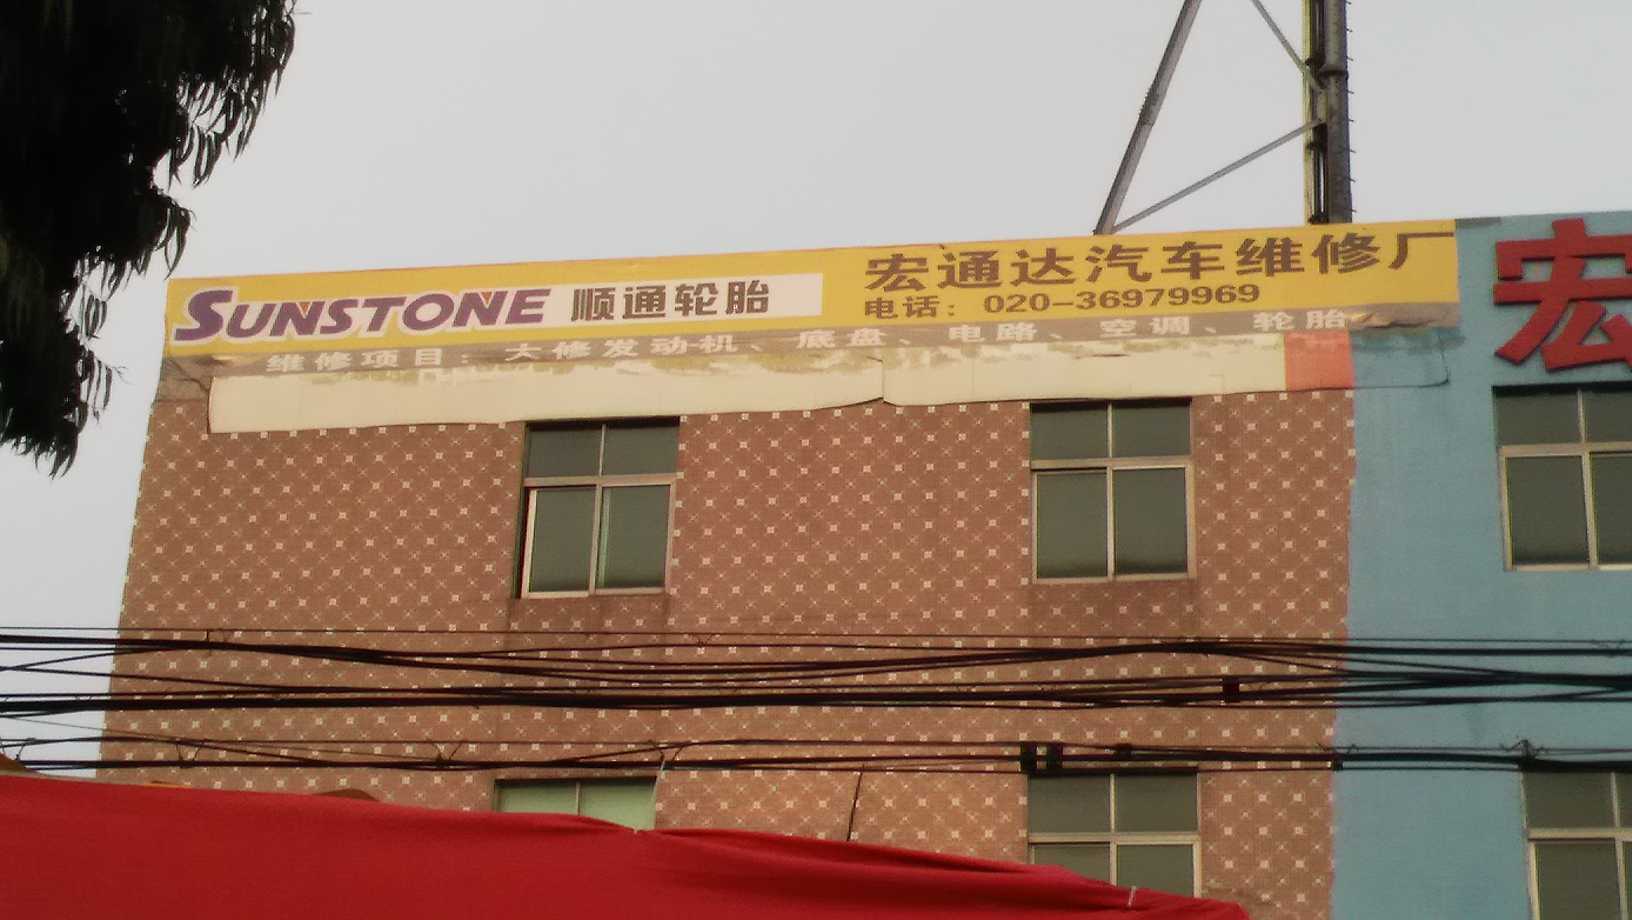 SUNSTONE 顺通轮胎
宏通达汽车维修厂
电话：020-36979969
维修项目：大修发动机、底盘、电路、空调、轮胎
宏